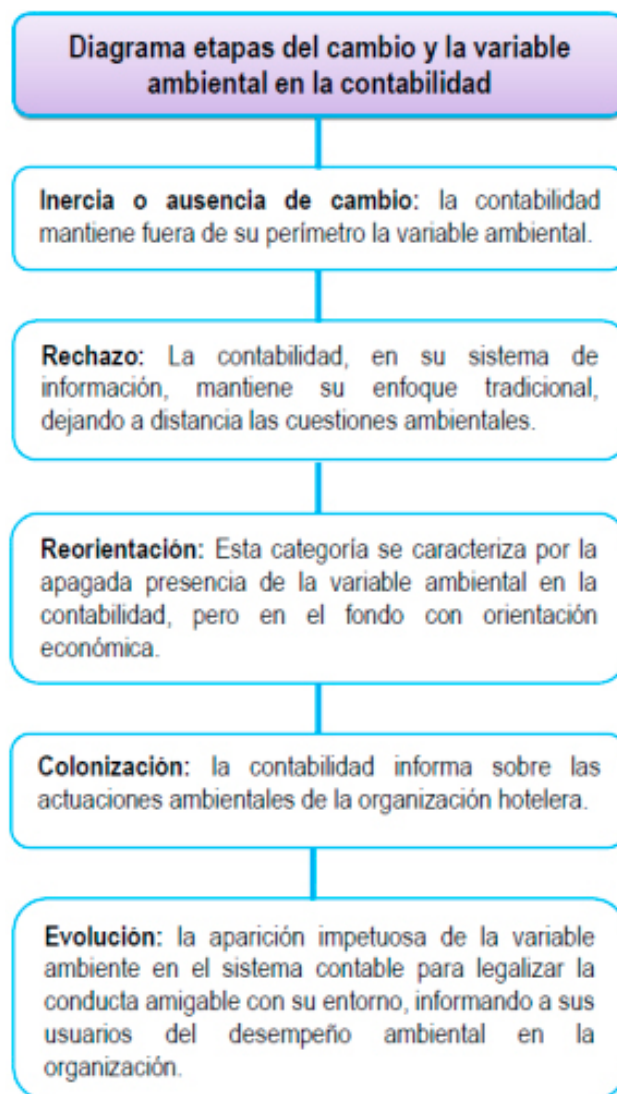 Diagrama etapas del cambio y la variable
ambiental en la contabilidad
Inercia o ausencia de cambio: la contabilidad
mantiene fuera de su perímetro la variable ambiental.
Rechazo: La contabilidad, en su sistema de
información, mantiene su enfoque tradicional,
dejando a distancia las cuestiones ambientales.
Reorientación: Esta categoría se caracteriza por la
apagada presencia de la variable ambiental en la
contabilidad, pero en el fondo con orientación
económica.
Colonización: la contabilidad informa sobre las
actuaciones ambientales de la organización hotelera.
Evolución: la aparición impetuosa de la variable
ambiente en el sistema contable para legalizar la
conducta amigable con su entorno, informando a sus
usuarios del desempeño ambiental en la
organización.